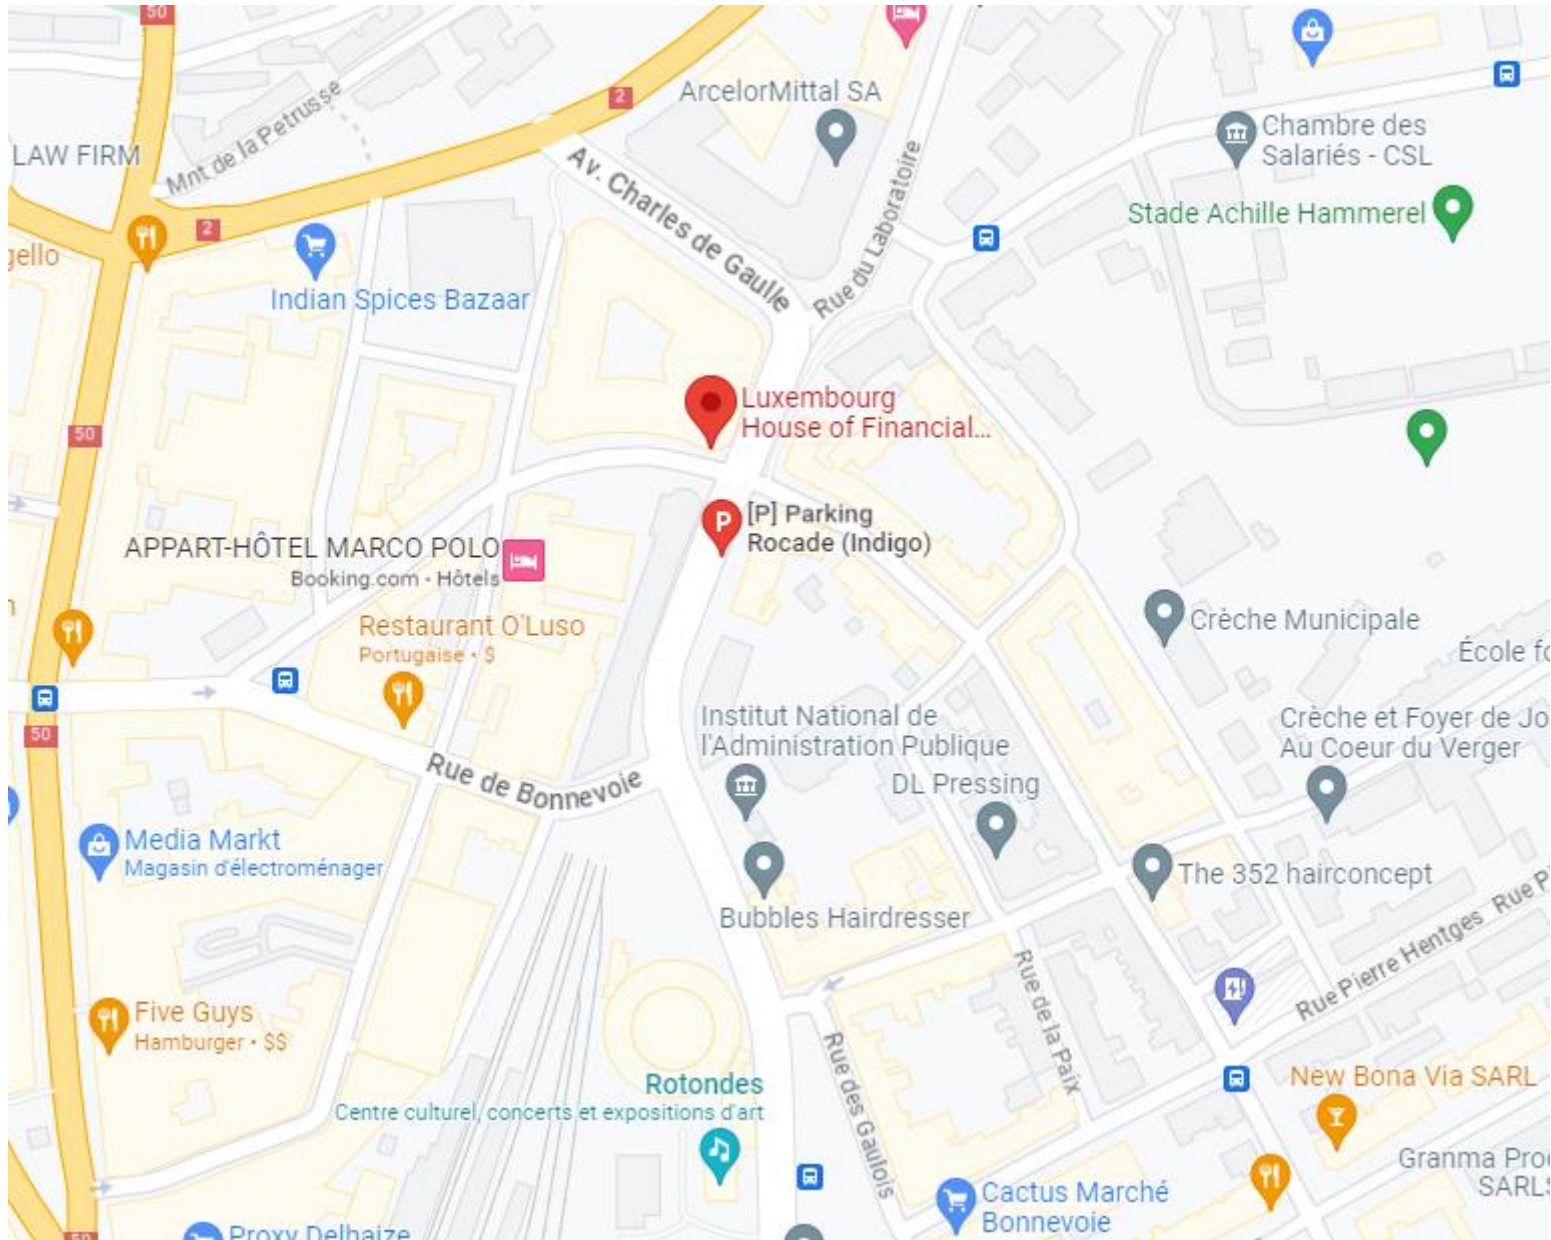 50
2
ArcelorMittal SA
Chambre des
Salariés - CSL
LAW FIRM
Mnt de la Petrusse
Av. Charles de Gaulle
Rue du Laboratoire
Stade Achille Hammerel
2
Indian Spices Bazaar
Luxembourg
House of Financial...
50
P
[P] Parking
Rocade (Indigo)
APPART-HÔTEL MARCO POLO
Booking.com - Hôtels
Restaurant O'Luso
Portugaise • $
Crèche Municipale
École
50
Institut National de
l'Administration Publique
Crèche et Foyer de
Au Coeur du Verger
Rue de Bonnevoie
DL Pressing
Media Markt
Magasin d'électroménager
The 352 hairconcept
Bubbles Hairdresser
Rue Pierre Hentges
Rue
Rue de la Paix
Five Guys
Hamburger • $$
Rue des Gaulois
Rotondes
Centre culturel, concerts et expositions d'art
New Bona Via SARL
Granma
Cactus Marché
Bonnevoie
Proxy Delhaize
50